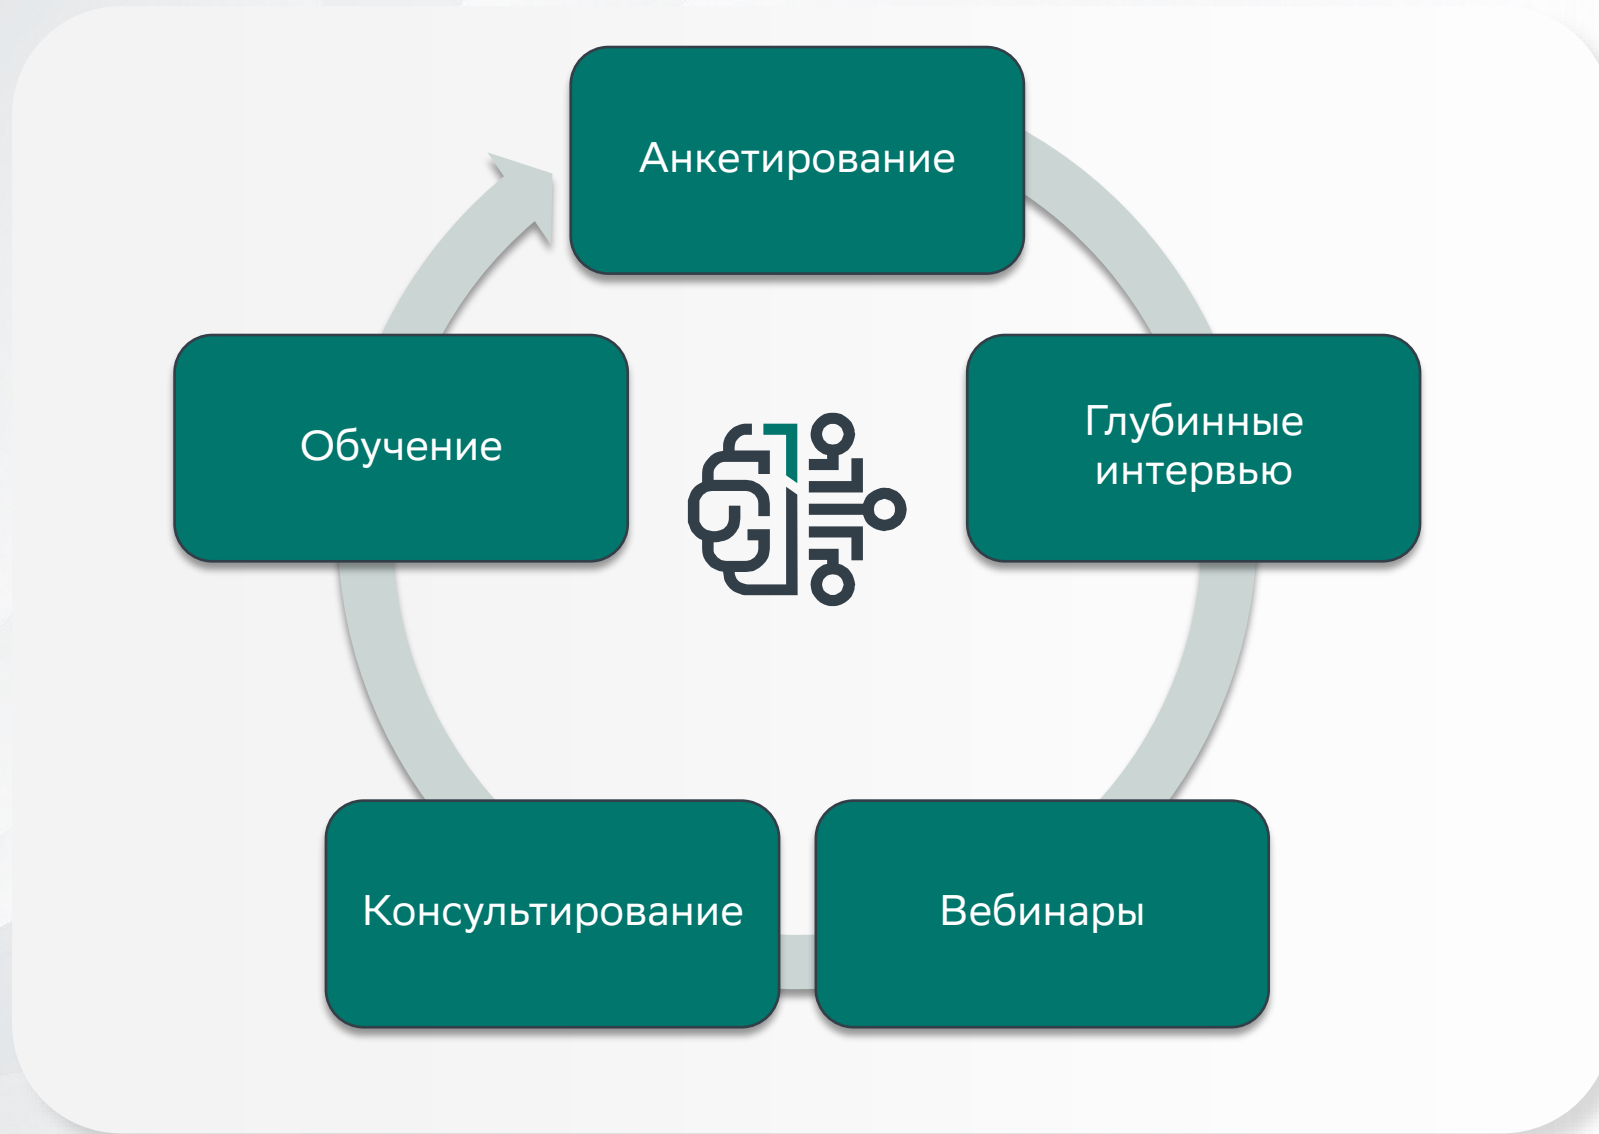 Анкетирование
Глубинные
интервью
Вебинары
Консультирование
Обучение